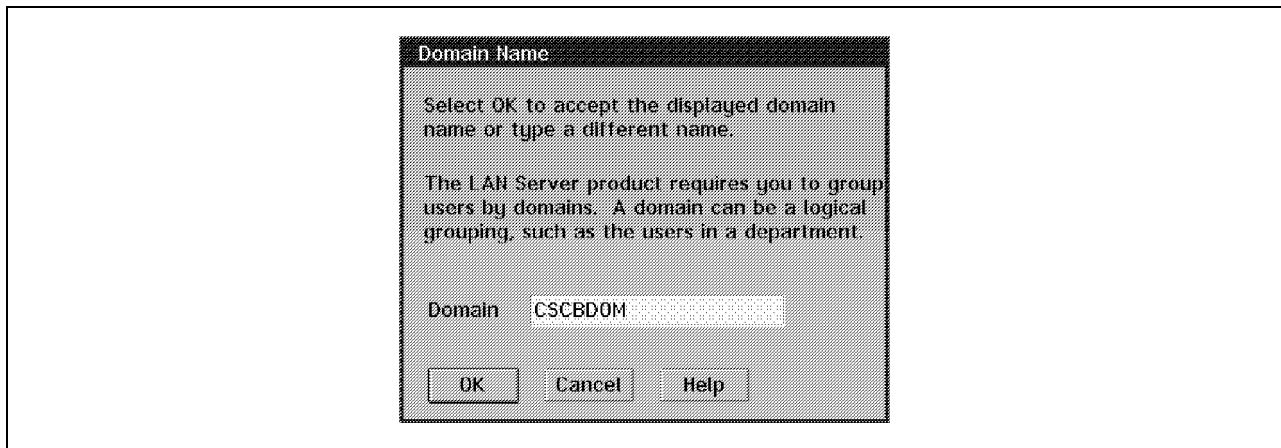 Domain Name
Select OK to accept the displayed domain
name or type a different name.
The LAN Server product requires you to group
users by domains. A domain can be a logical
grouping, such as the users in a department.
Domain CSCBDOM
OK Cancel Help